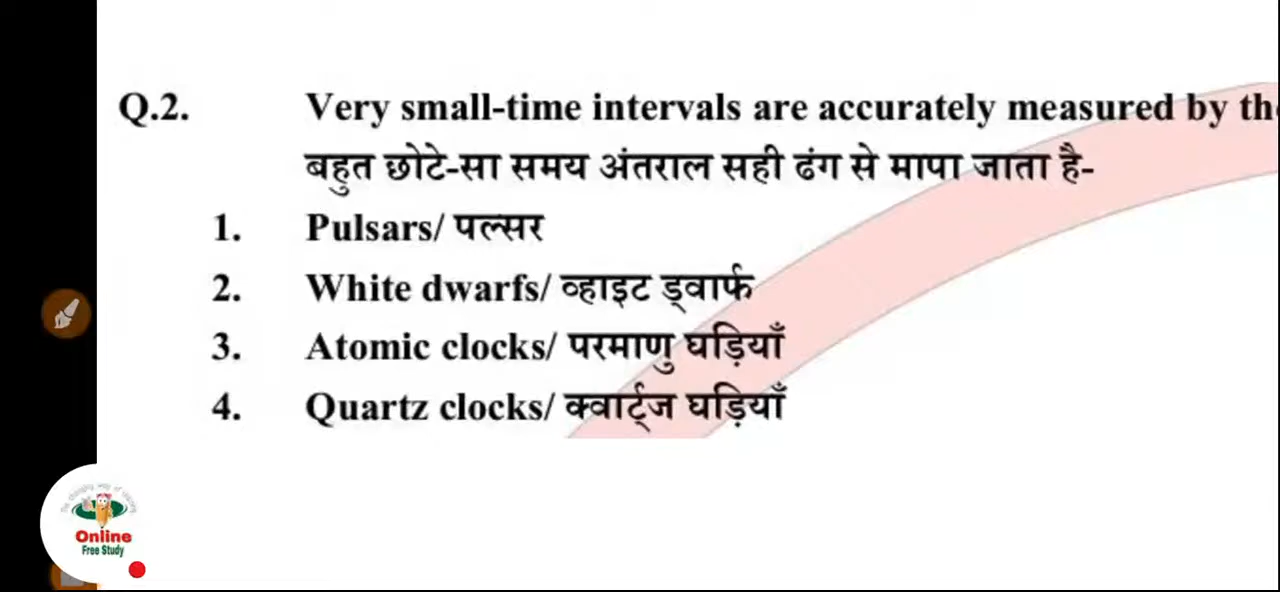 Q.2. Very small-time intervals are accurately measured by th
बहुत छोटे-सा समय अंतराल सही ढंग से मापा जाता है-
1. Pulsars/ पल्सर
2. White dwarfs/ व्हाइट ड्वार्फ
3. Atomic clocks/ परमाणु घड़ियाँ
4. Quartz clocks/ क्वार्ट्ज घड़ियाँ
Online
Free Study